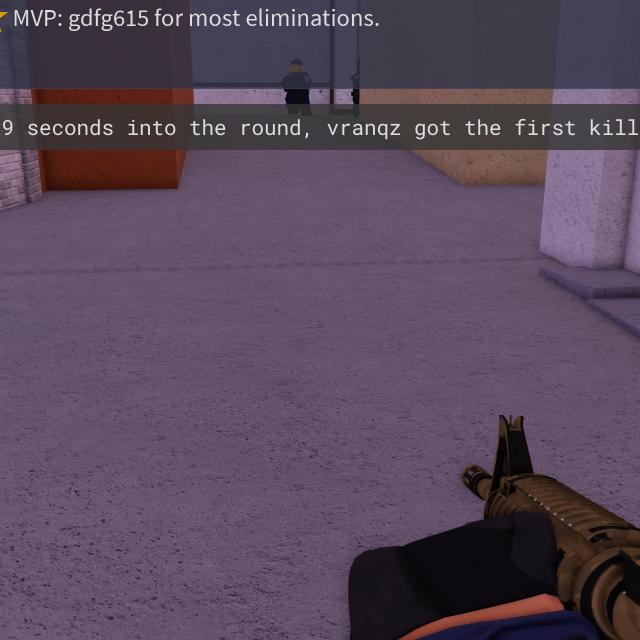 MVP: gdfg615 for most eliminations.
9 seconds into the round, vranqz got the first kill